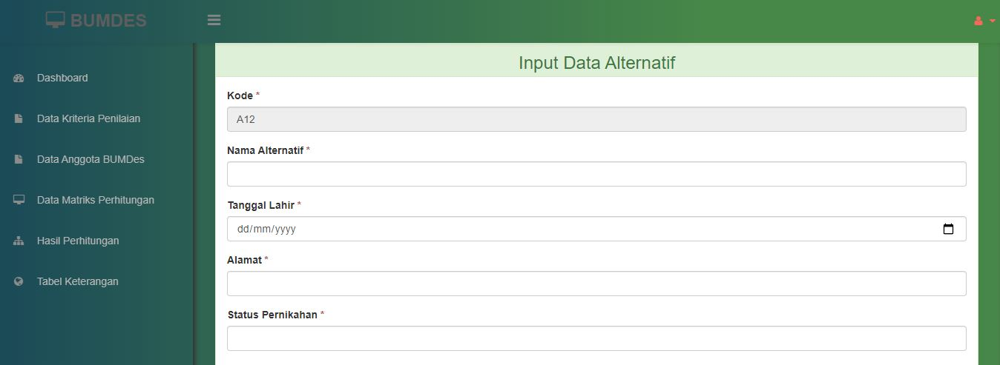 BUMDES
Dashboard
Data Kriteria Penilaian
Data Anggota BUMDes
Data Matriks Perhitungan
Hasil Perhitungan
Tabel Keterangan
Input Data Alternatif
Kode *
A12
Nama Alternatif *
Tanggal Lahir *
dd/mm/yyyy
Alamat *
Status Pernikahan *